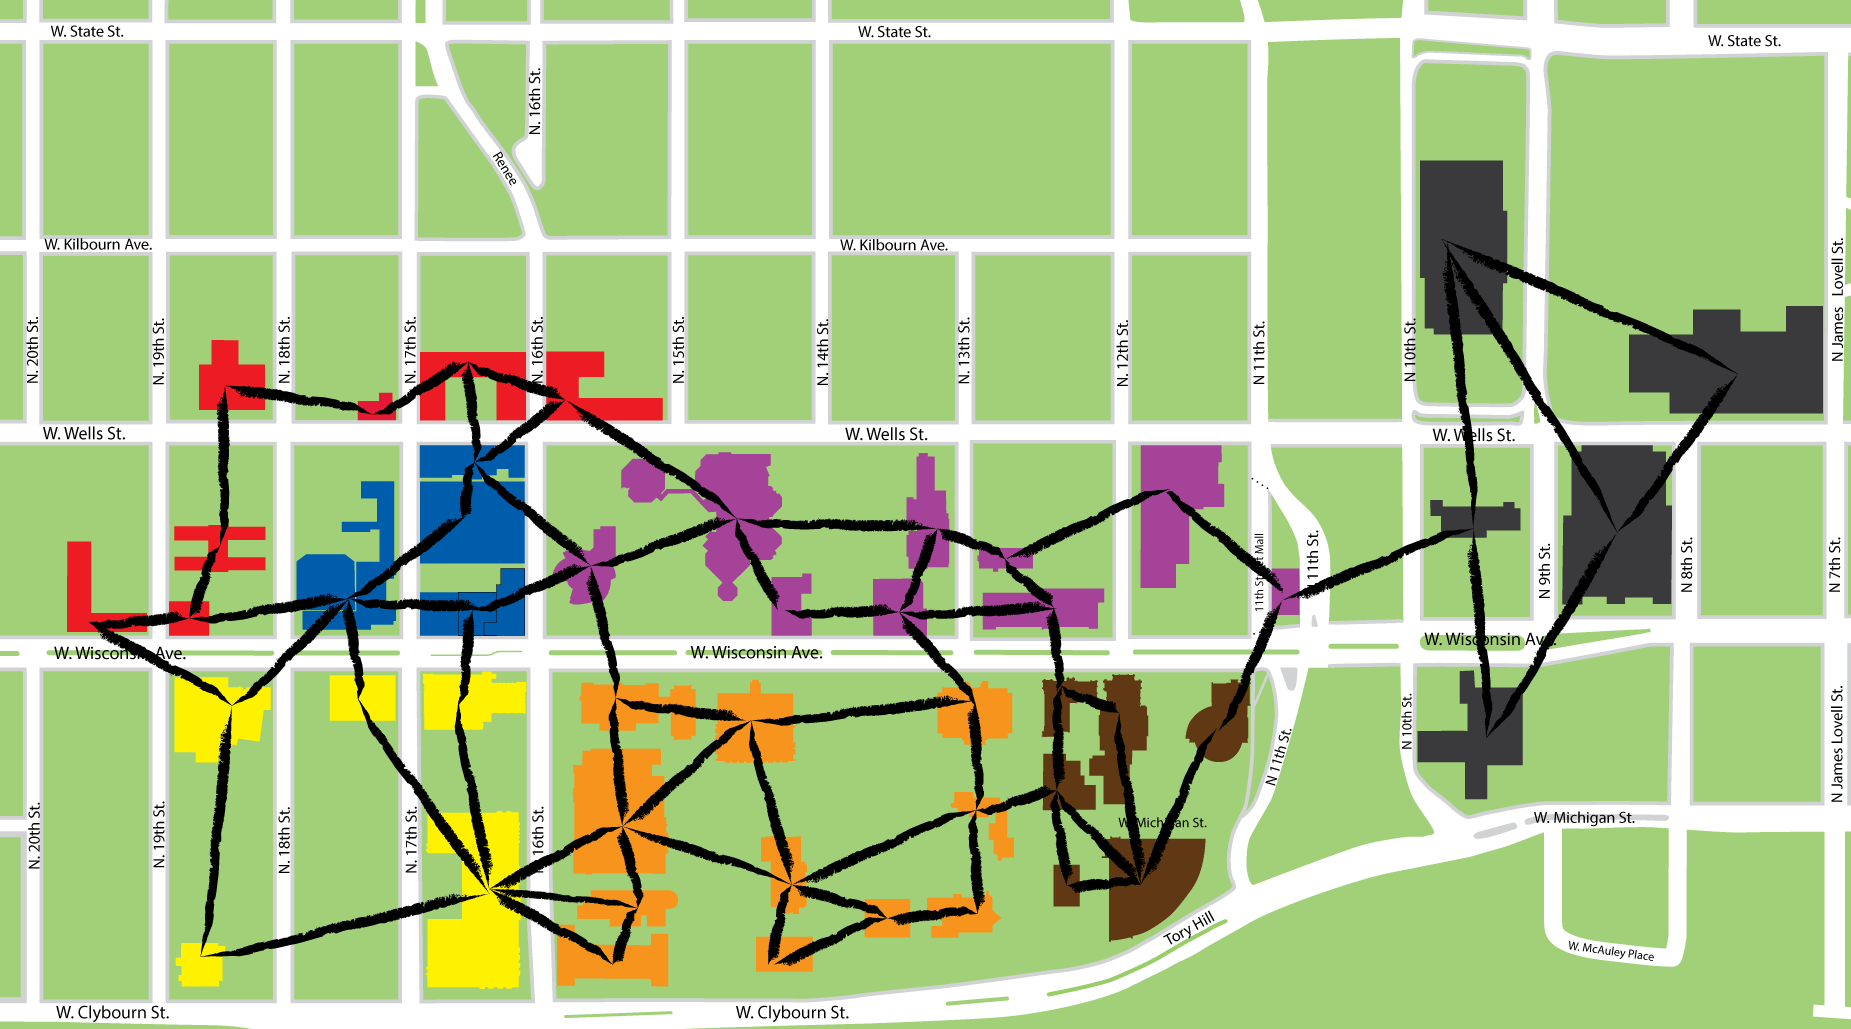 W. State St.
W. State St.
W. State St.
N. 16th St.
Renee
W. Kilbourn Ave.
W. Kilbourn Ave.
N. 20th St.
N. 19th St.
N. 18th St.
N. 17th St.
N. 16th St.
N. 15th St.
N. 14th St.
N. 13th St.
N. 12th St.
N. 11th St.
N. 10th St.
N James Lovell St.
W. Wells St.
W. Wells St.
W. Wells St.
N 11th St.
N 9th St.
N 8th St.
N 7th St.
W. Wisconsin Ave.
W. Wisconsin Ave.
W. Wisconsin Ave.
N 10th St.
N 11th St.
N James Lovell St.
N. 20th St.
N. 19th St.
N. 18th St.
N. 17th St.
16th St.
W. Michigan St.
W. Michigan St.
Tory Hill
W. McAuley Place
W. Clybourn St.
W. Clybourn St.